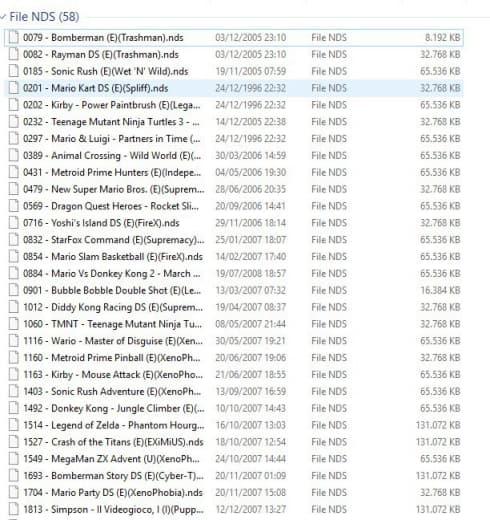 File NDS (58)
0079 - Bomberman (E)(Trashman).nds 03/12/2005 23:10 File NDS 8.192 KB
0082 - Rayman DS (E)(Trashman).nds 03/12/2005 23:10 File NDS 32.768 KB
0185 - Sonic Rush (E)(Wet 'N' Wild).nds 19/11/2005 07:59 File NDS 65.536 KB
0201 - Mario Kart DS (E)(Spliff).nds 24/12/1996 22:32 File NDS 32.768 KB
0202 - Kirby - Power Paintbrush (E)(Lega... 24/12/1996 22:32 File NDS 65.536 KB
0232 - Teenage Mutant Ninja Turtles 3 - ... 14/12/2005 22:38 File NDS 32.768 KB
0297 - Mario & Luigi - Partners in Time (... 24/12/1996 22:32 File NDS 65.536 KB
0389 - Animal Crossing - Wild World (E)(... 30/03/2006 14:59 File NDS 32.768 KB
0431 - Metroid Prime Hunters (E)(Indepe... 04/05/2006 19:30 File NDS 65.536 KB
0479 - New Super Mario Bros. (E)(Suprem... 28/06/2006 20:35 File NDS 32.768 KB
0569 - Dragon Quest Heroes - Rocket Sli... 20/09/2006 14:41 File NDS 65.536 KB
0716 - Yoshi's Island DS (E)(FireX).nds 29/11/2006 18:14 File NDS 32.768 KB
0832 - StarFox Command (E)(Supremacy)... 25/01/2007 18:07 File NDS 65.536 KB
0854 - Mario Slam Basketball (E)(FireX).nds 14/02/2007 17:40 File NDS 65.536 KB
0884 - Mario Vs Donkey Kong 2 - March ... 19/07/2008 18:57 File NDS 65.536 KB
0901 - Bubble Bobble Double Shot (E)(Le... 13/03/2007 07:32 File NDS 16.384 KB
1012 - Diddy Kong Racing DS (E)(Suprem... 19/04/2007 08:37 File NDS 32.768 KB
1060 - TMNT - Teenage Mutant Ninja Tu... 08/05/2007 21:44 File NDS 32.768 KB
1116 - Wario - Master of Disguise (E)(Xen... 30/05/2007 19:21 File NDS 65.536 KB
1160 - Metroid Prime Pinball (E)(XenoPh... 20/06/2007 19:06 File NDS 32.768 KB
1163 - Kirby - Mouse Attack (E)(XenoPho... 21/06/2007 18:55 File NDS 65.536 KB
1403 - Sonic Rush Adventure (E)(XenoPh... 13/09/2007 16:59 File NDS 65.536 KB
1492 - Donkey Kong - Jungle Climber (E)(... 10/10/2007 14:43 File NDS 65.536 KB
1514 - Legend of Zelda - Phantom Hourg... 16/10/2007 13:03 File NDS 131.072 KB
1527 - Crash of the Titans (E)(EXiMiUS).nds 18/10/2007 12:54 File NDS 131.072 KB
1549 - MegaMan ZX Advent (U)(XenoPh... 24/10/2007 14:44 File NDS 65.536 KB
1693 - Bomberman Story DS (E)(Cyber-T)... 20/11/2007 01:09 File NDS 131.072 KB
1704 - Mario Party DS (E)(XenoPhobia).nds 20/11/2007 15:08 File NDS 32.768 KB
1813 - Simpson - Il Videogioco, I (I)(Pupp... 12/12/2007 13:27 File NDS 131.072 KB